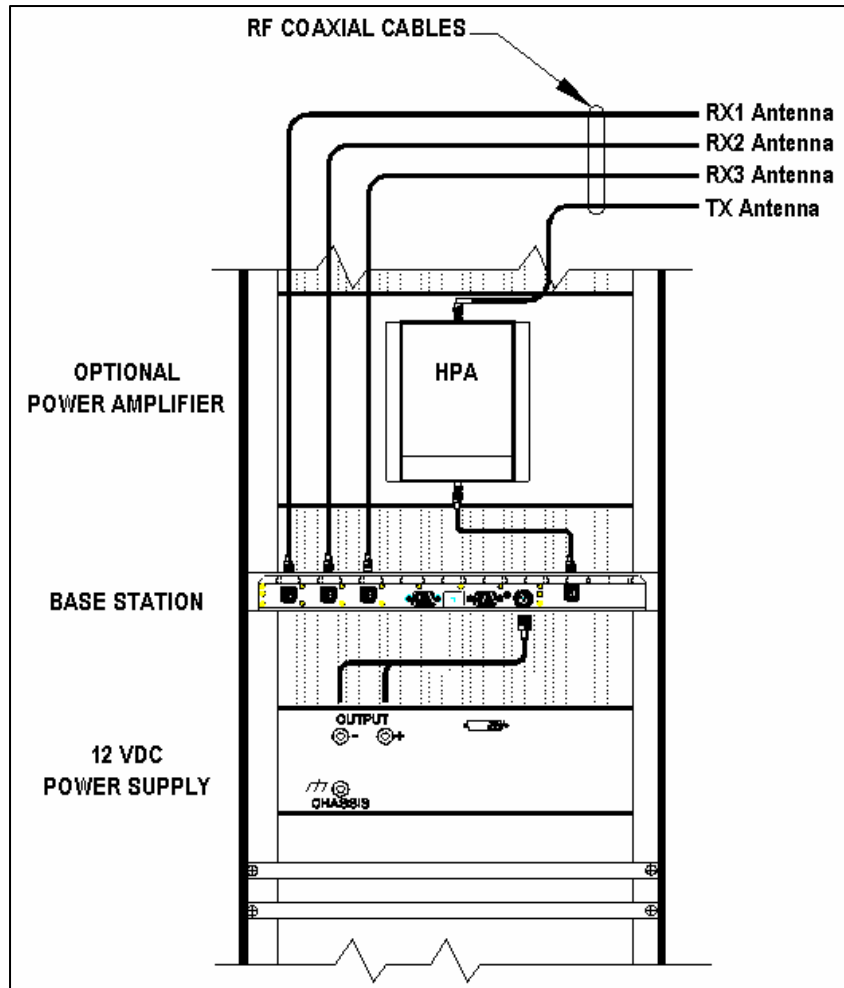 RF COAXIAL CABLES
RX1 Antenna
RX2 Antenna
RX3 Antenna
TX Antenna
OPTIONAL
POWER AMPLIFIER
HPA
BASE STATION
12 VDC
POWER SUPPLY
OUTPUT
- +
CHASSIS